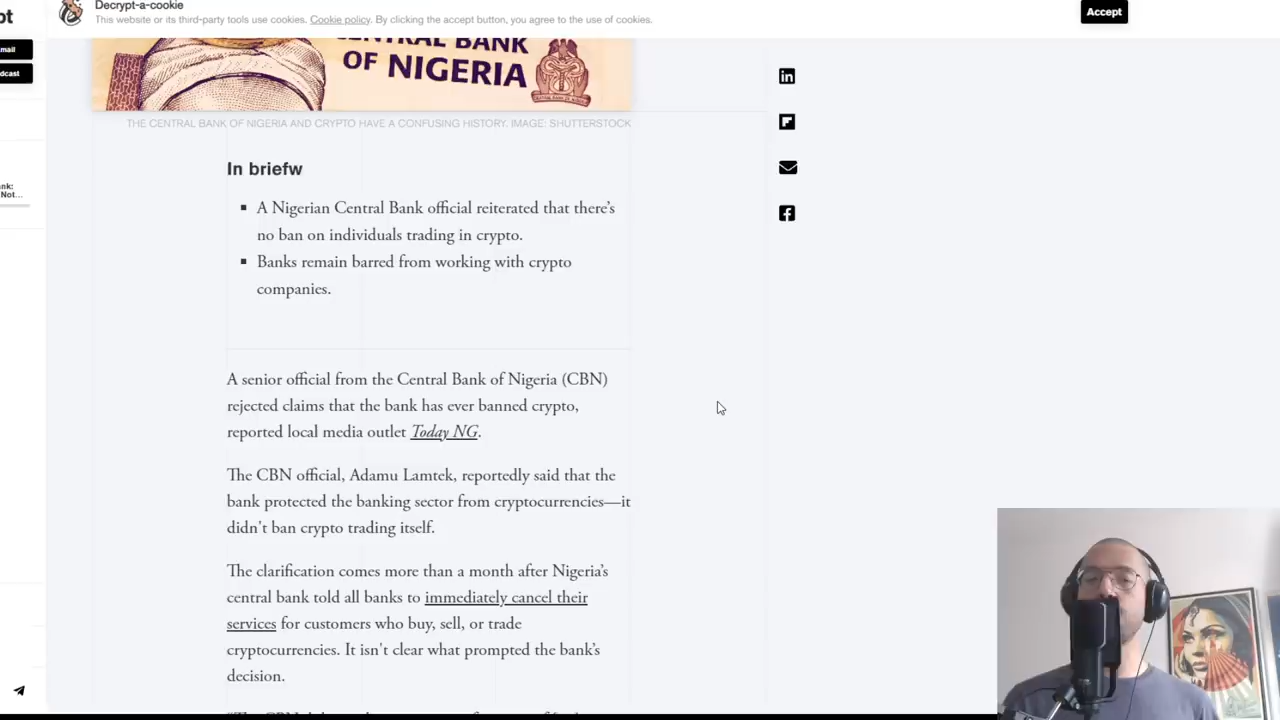 Decrypt-a-cookie
This website or its third-party tools use cookies. Cookie policy. By clicking the accept button, you agree to the use of cookies.
Accept
pt
mail
dcast
nk:
Not...
CENTRAL BANK
OF NIGERIA
THE CENTRAL BANK OF NIGERIA AND CRYPTO HAVE A CONFUSING HISTORY. IMAGE: SHUTTERSTOCK
In briefw
A Nigerian Central Bank official reiterated that there’s
no ban on individuals trading in crypto.
Banks remain barred from working with crypto
companies.
A senior official from the Central Bank of Nigeria (CBN)
rejected claims that the bank has ever banned crypto,
reported local media outlet Today NG.
The CBN official, Adamu Lamtek, reportedly said that the
bank protected the banking sector from cryptocurrencies—it
didn't ban crypto trading itself.
The clarification comes more than a month after Nigeria’s
central bank told all banks to immediately cancel their
services for customers who buy, sell, or trade
cryptocurrencies. It isn't clear what prompted the bank’s
decision.